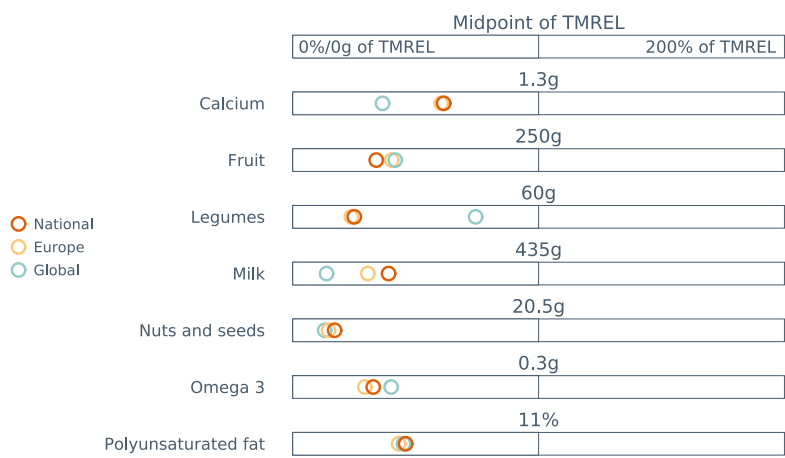 Midpoint of TMREL
0%/0g of TMREL 200% of TMREL
1.3g
Calcium
250g
Fruit
60g
Legumes
435g
Milk
20.5g
Nuts and seeds
0.3g
Omega 3
11%
Polyunsaturated fat
National
Europe
Global